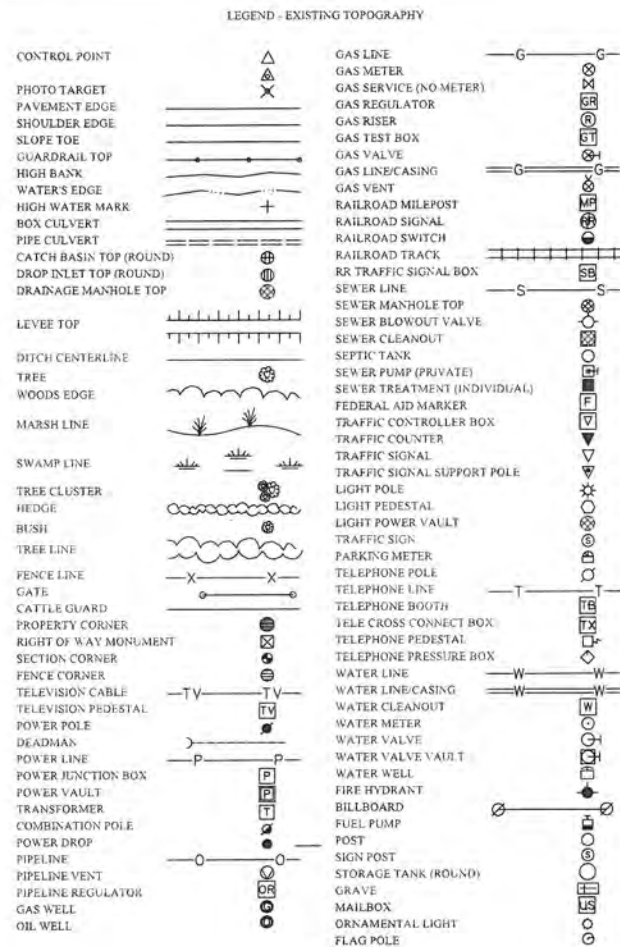 LEGEND - EXISTING TOPOGRAPHY
CONTROL POINT
PHOTO TARGET
PAVEMENT EDGE
SHOULDER EDGE
SLOPE TOE
GUARDRAIL TOP
HIGH BANK
WATER'S EDGE
HIGH WATER MARK
BOX CULVERT
PIPE CULVERT
CATCH BASIN TOP (ROUND)
DROP INLET TOP (ROUND)
DRAINAGE MANHOLE TOP
LEVEE TOP
DITCH CENTERLINE
TREE
WOODS EDGE
MARSH LINE
SWAMP LINE
TREE CLUSTER
HEDGE
BUSH
TREE LINE
FENCE LINE X X
GATE
CATTLE GUARD
PROPERTY CORNER
RIGHT OF WAY MONUMENT
SECTION CORNER
FENCE CORNER
TELEVISION CABLE TV TV
TELEVISION PEDESTAL TV
POWER POLE
DEADMAN
POWER LINE P P
POWER JUNCTION BOX P
POWER VAULT P
TRANSFORMER T
COMBINATION POLE
POWER DROP
PIPELINE O O
PIPELINE VENT
PIPELINE REGULATOR OR
GAS WELL G
OIL WELL O
GAS LINE G G
GAS METER
GAS SERVICE (NO METER)
GAS REGULATOR GR
GAS RISER R
GAS TEST BOX GT
GAS VALVE
GAS LINE/CASING G G
GAS VENT
RAILROAD MILEPOST MP
RAILROAD SIGNAL
RAILROAD SWITCH
RAILROAD TRACK
RR TRAFFIC SIGNAL BOX SB
SEWER LINE S S
SEWER MANHOLE TOP
SEWER BLOWOUT VALVE
SEWER CLEANOUT
SEPTIC TANK
SEWER PUMP (PRIVATE)
SEWER TREATMENT (INDIVIDUAL)
FEDERAL AID MARKER F
TRAFFIC CONTROLLER BOX
TRAFFIC COUNTER
TRAFFIC SIGNAL
TRAFFIC SIGNAL SUPPORT POLE
LIGHT POLE
LIGHT PEDESTAL
LIGHT POWER VAULT
TRAFFIC SIGN S
PARKING METER
TELEPHONE POLE
TELEPHONE LINE T T
TELEPHONE BOOTH TB
TELE CROSS CONNECT BOX TX
TELEPHONE PEDESTAL
TELEPHONE PRESSURE BOX
WATER LINE W W
WATER LINE/CASING W W
WATER CLEANOUT W
WATER METER
WATER VALVE
WATER VALVE VAULT
WATER WELL
FIRE HYDRANT
BILLBOARD
FUEL PUMP
POST
SIGN POST S
STORAGE TANK (ROUND)
GRAVE
MAILBOX US
ORNAMENTAL LIGHT
FLAG POLE